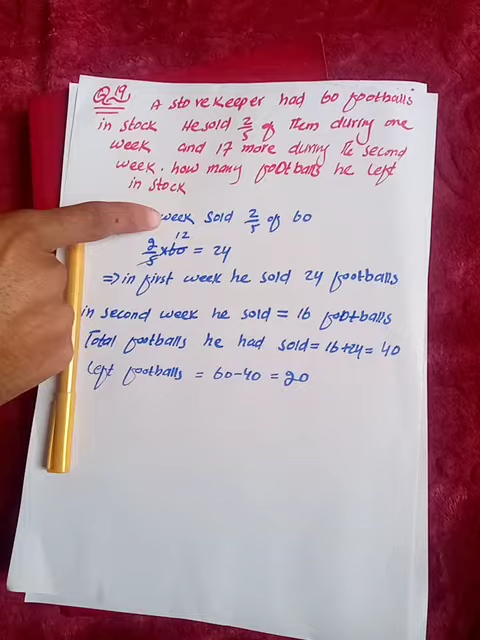 Q 19 A storekeeper had 60 footballs
in stock He sold 2/5 of them during one
week and 17 more during the second
week. how many footballs he left
in stock
week sold 2/5 of 60
2/5 × 60 12 = 24
⇒ in first week he sold 24 footballs
in second week he sold = 16 footballs
Total footballs he had sold = 16+24 = 40
Left footballs = 60-40 = 20